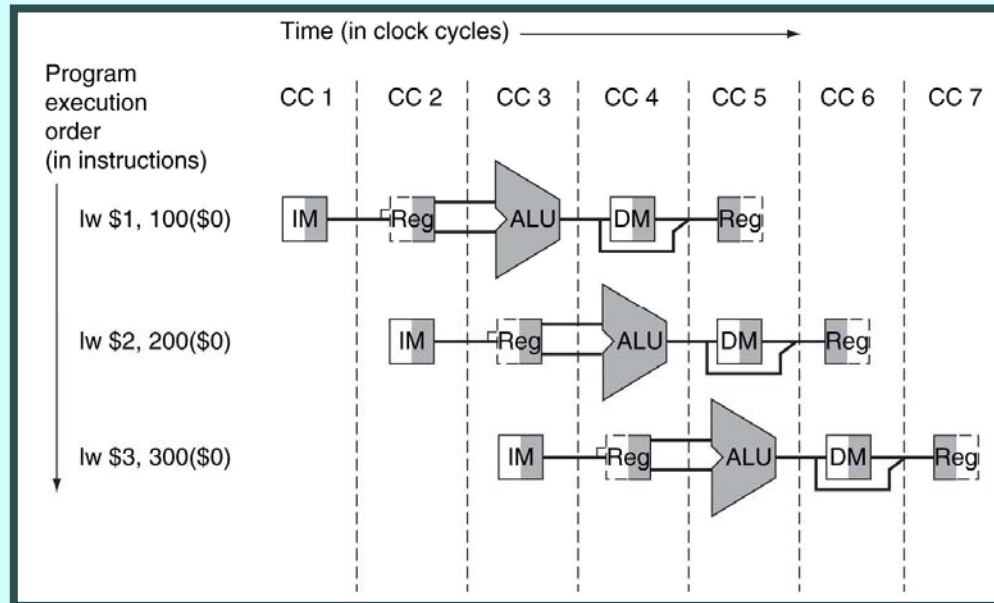 Time (in clock cycles)
Program
execution
order
(in instructions)
CC 1 CC 2 CC 3 CC 4 CC 5 CC 6 CC 7
lw $1, 100($0) IM Reg ALU DM Reg
lw $2, 200($0) IM Reg ALU DM Reg
lw $3, 300($0) IM Reg ALU DM Reg